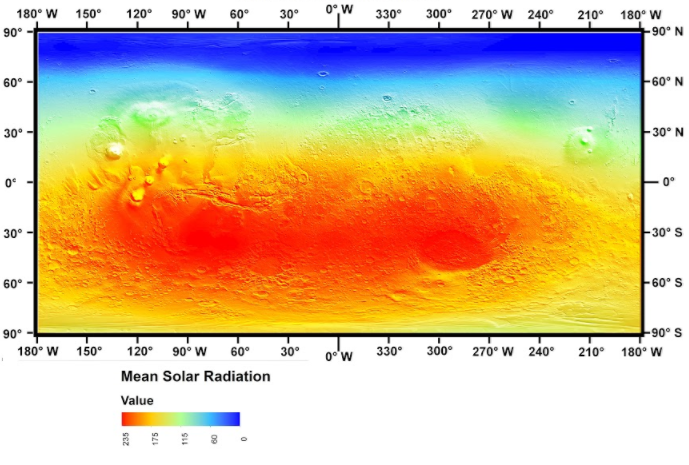 180° W 150° W 120° W 90° W 60° W 30° W 0° W 330° W 300° W 270° W 240° W 210° W 180° W
90° 90° N
60° 60° N
30° 30° N
0° 0°
30° 30° S
60° 60° S
90° 90° S
180° W 150° W 120° W 90° W 60° W 30° W 0° W 330° W 300° W 270° W 240° W 210° W 180° W
Mean Solar Radiation
Value
235 175 115 60 0